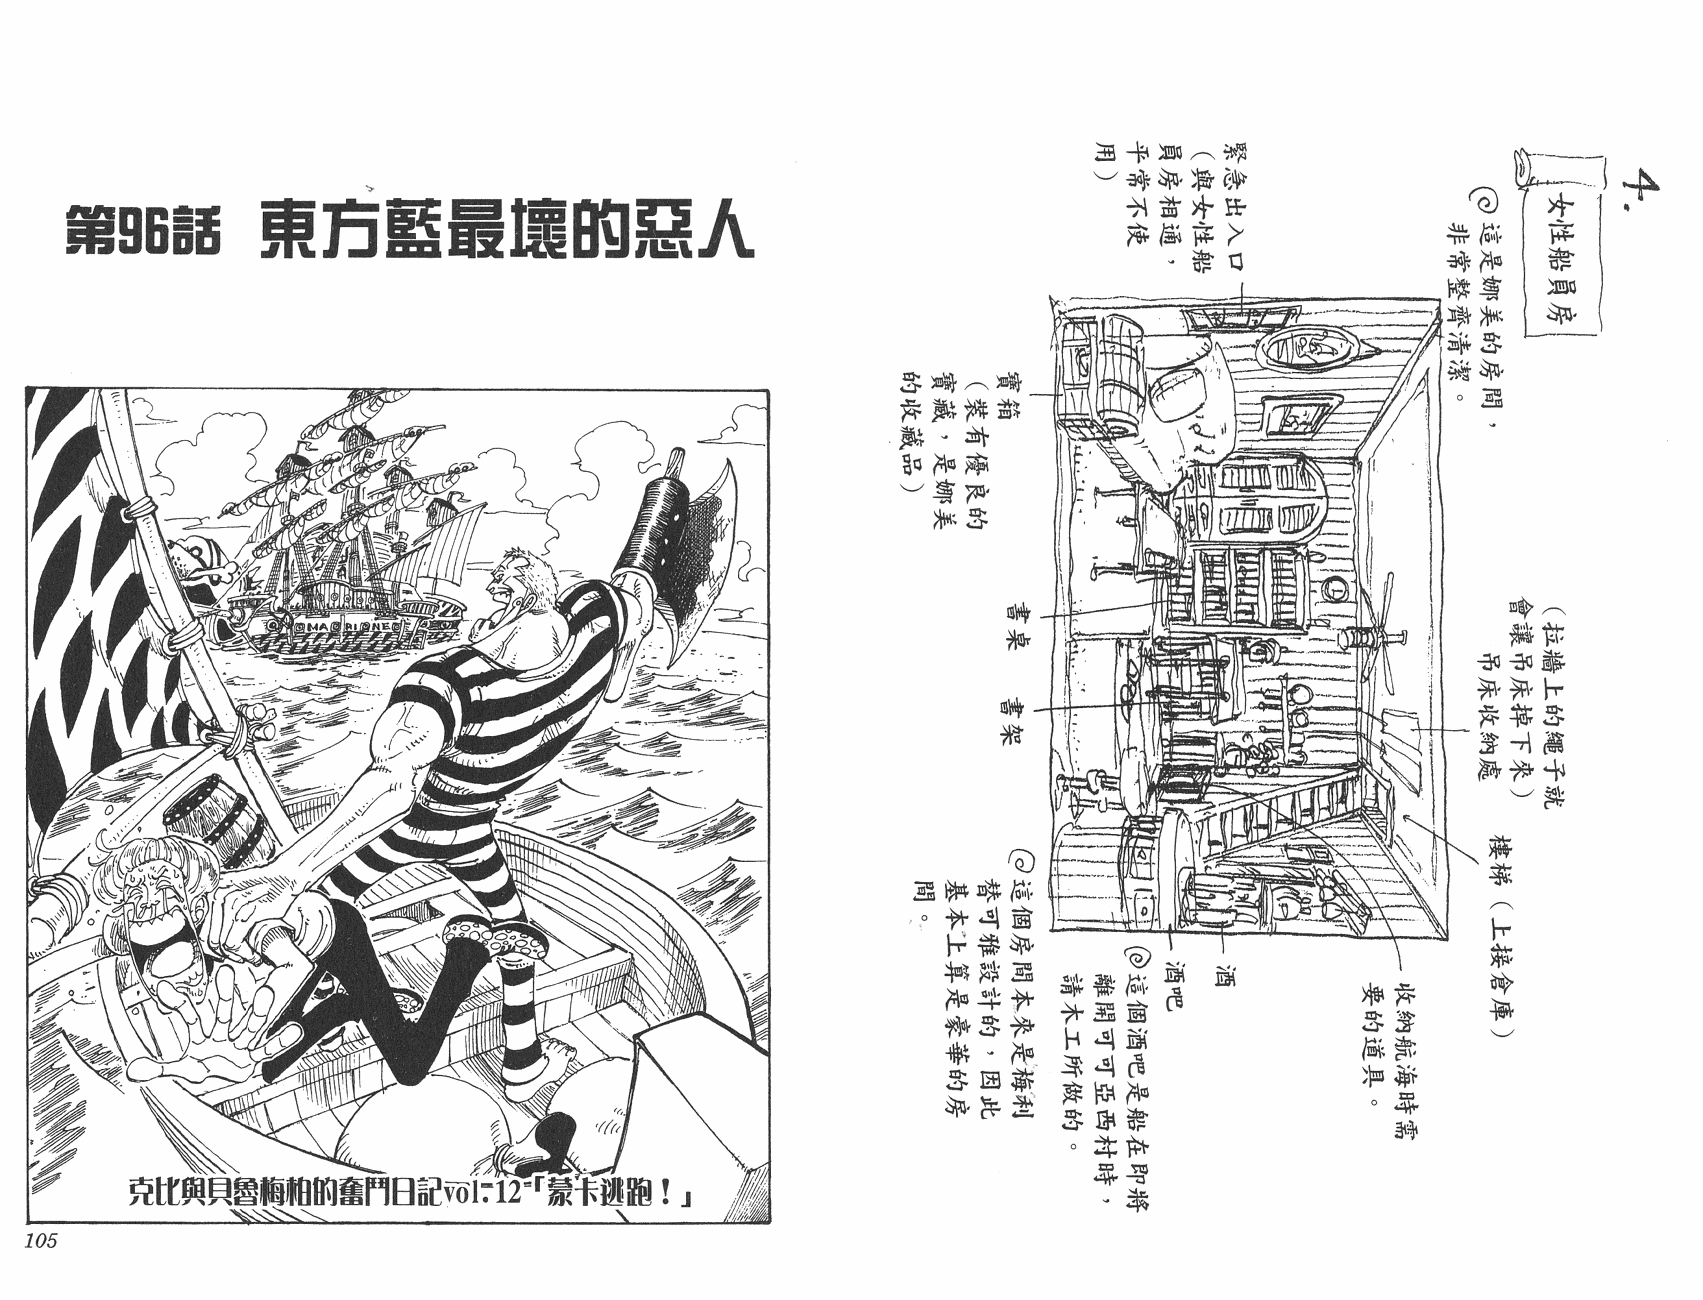 4.
女性船員房
這是娜美的房間，
非常整齊清潔。
緊急出入口
（與女性船
員房相通，
平常不使
用）
寶箱
（裝有優良的
寶藏，是娜美
的收藏品）
（拉牆上的繩子就
會讓吊床掉下來）
吊床收納處
書桌
書架
樓梯（上接倉庫）
收納航海時需
要的道具。
酒
酒吧
這個酒吧是船在即將
離開可可亞西村時，
請木工所做的。
這個房間本來是梅利
替可雅設計的，因此
基本上算是豪華的房
間。
第96話 東方藍最壞的惡人
MARINE
克比與貝魯梅柏的奮鬥日記vol.12「蒙卡逃跑！」
105